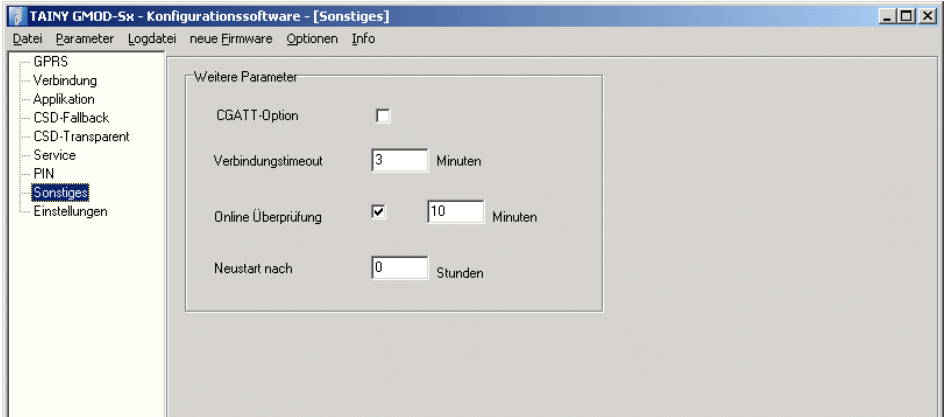 TAINY GMOD-Sx - Konfigurationssoftware - [Sonstiges]
Datei Parameter Logdatei neue Firmware Optionen Info
GPRS
Verbindung
Applikation
CSD-Fallback
CSD-Transparent
Service
PIN
Sonstiges
Einstellungen
Weitere Parameter
CGATT-Option
Verbindungstimeout 3 Minuten
Online Überprüfung 10 Minuten
Neustart nach 0 Stunden